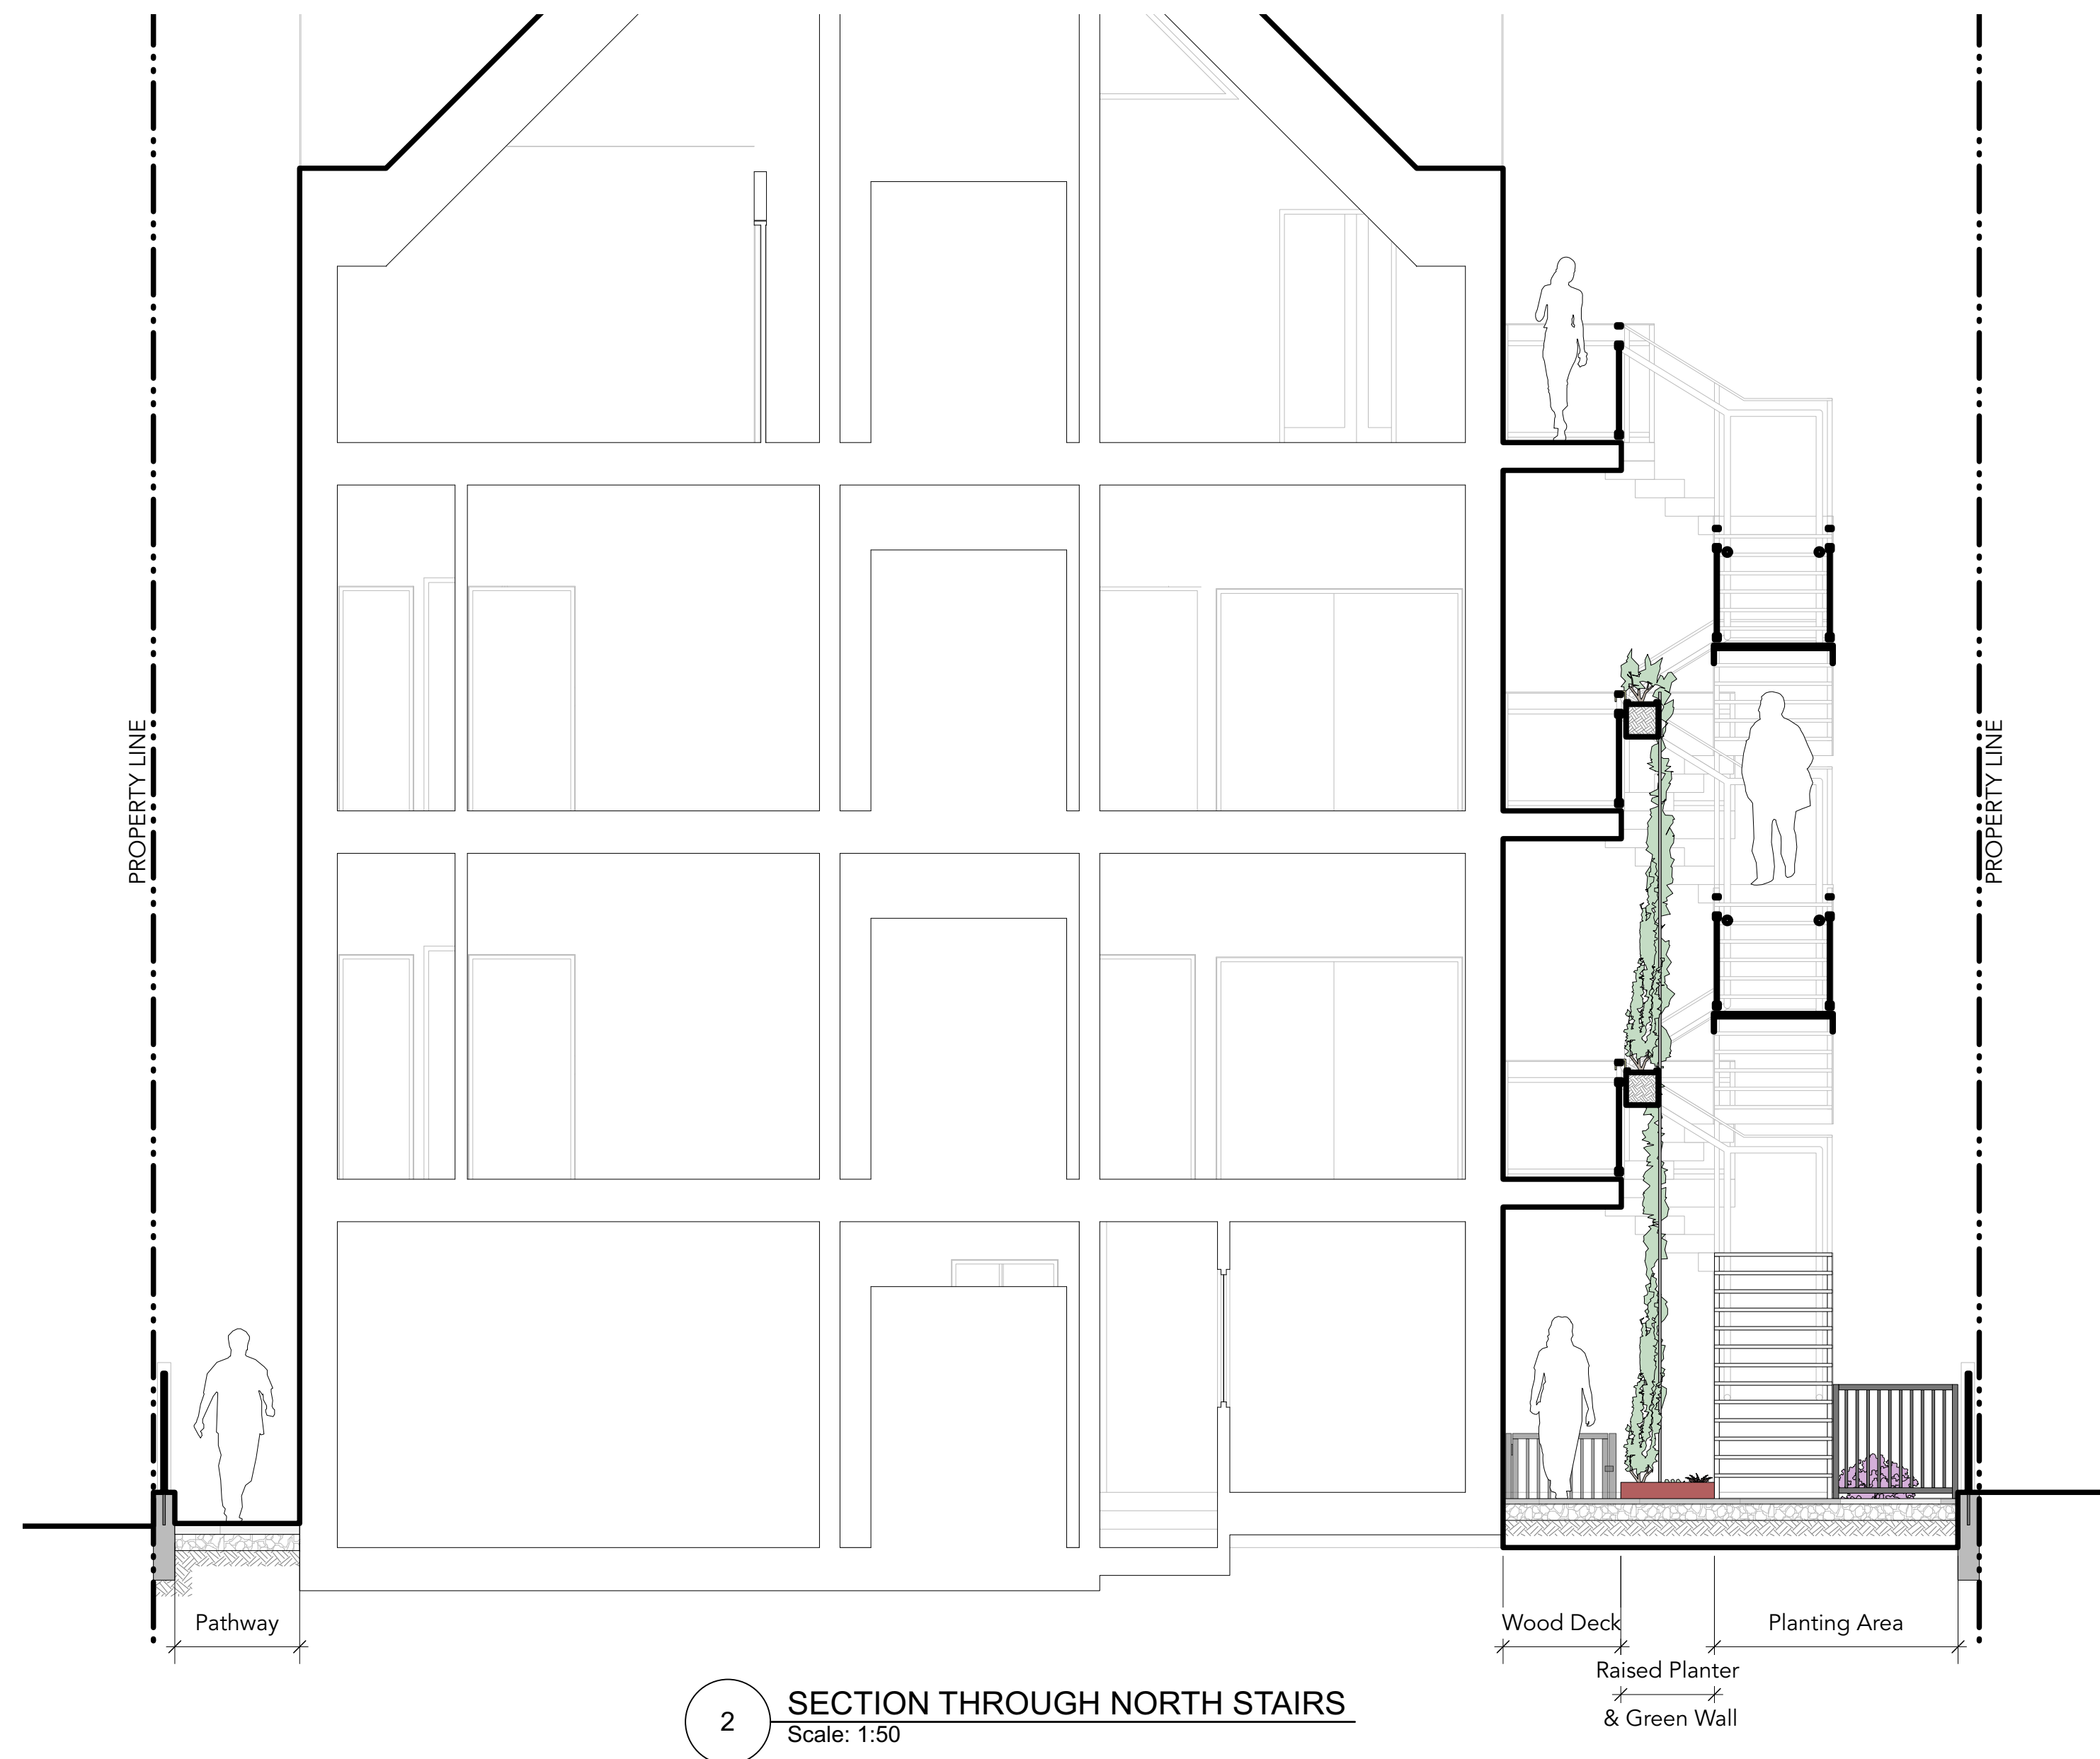 PROPERTY LINE
PROPERTY LINE
Pathway
Wood Deck
Planting Area
Raised Planter
& Green Wall
2
SECTION THROUGH NORTH STAIRS
Scale: 1:50